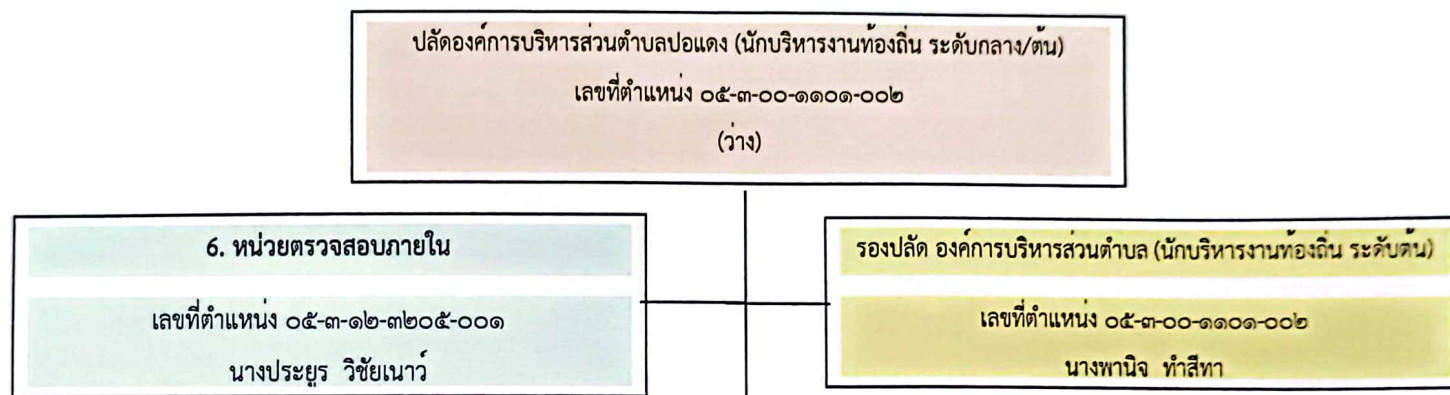 ปลัดองค์การบริหารส่วนตำบลปอแดง (นักบริหารงานท้องถิ่น ระดับกลาง/ต้น)
เลขที่ตำแหน่ง ๐๕-๓-๐๐-๑๑๐๑-๐๐๒
(ว่าง)
6. หน่วยตรวจสอบภายใน
เลขที่ตำแหน่ง ๐๕-๓-๑๒-๓๒๐๕-๐๐๑
นางประยูร วิชัยเนาว์
รองปลัด องค์การบริหารส่วนตำบล (นักบริหารงานท้องถิ่น ระดับต้น)
เลขที่ตำแหน่ง ๐๕-๓-๐๐-๑๑๐๑-๐๐๒
นางพานิจ ทำสีทา